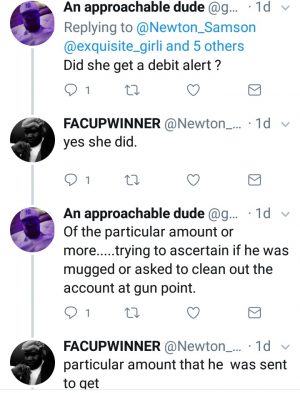 An approachable dude @g... · 1d
Replying to @Newton_Samson
@exquisite_girli and 5 others
Did she get a debit alert ?
1
FACUPWINNER @Newton_... · 1d
yes she did.
1
An approachable dude @g... · 1d
Of the particular amount or
more.....trying to ascertain if he was
mugged or asked to clean out the
account at gun point.
1
FACUPWINNER @Newton_... · 1d
particular amount that he was sent
to get